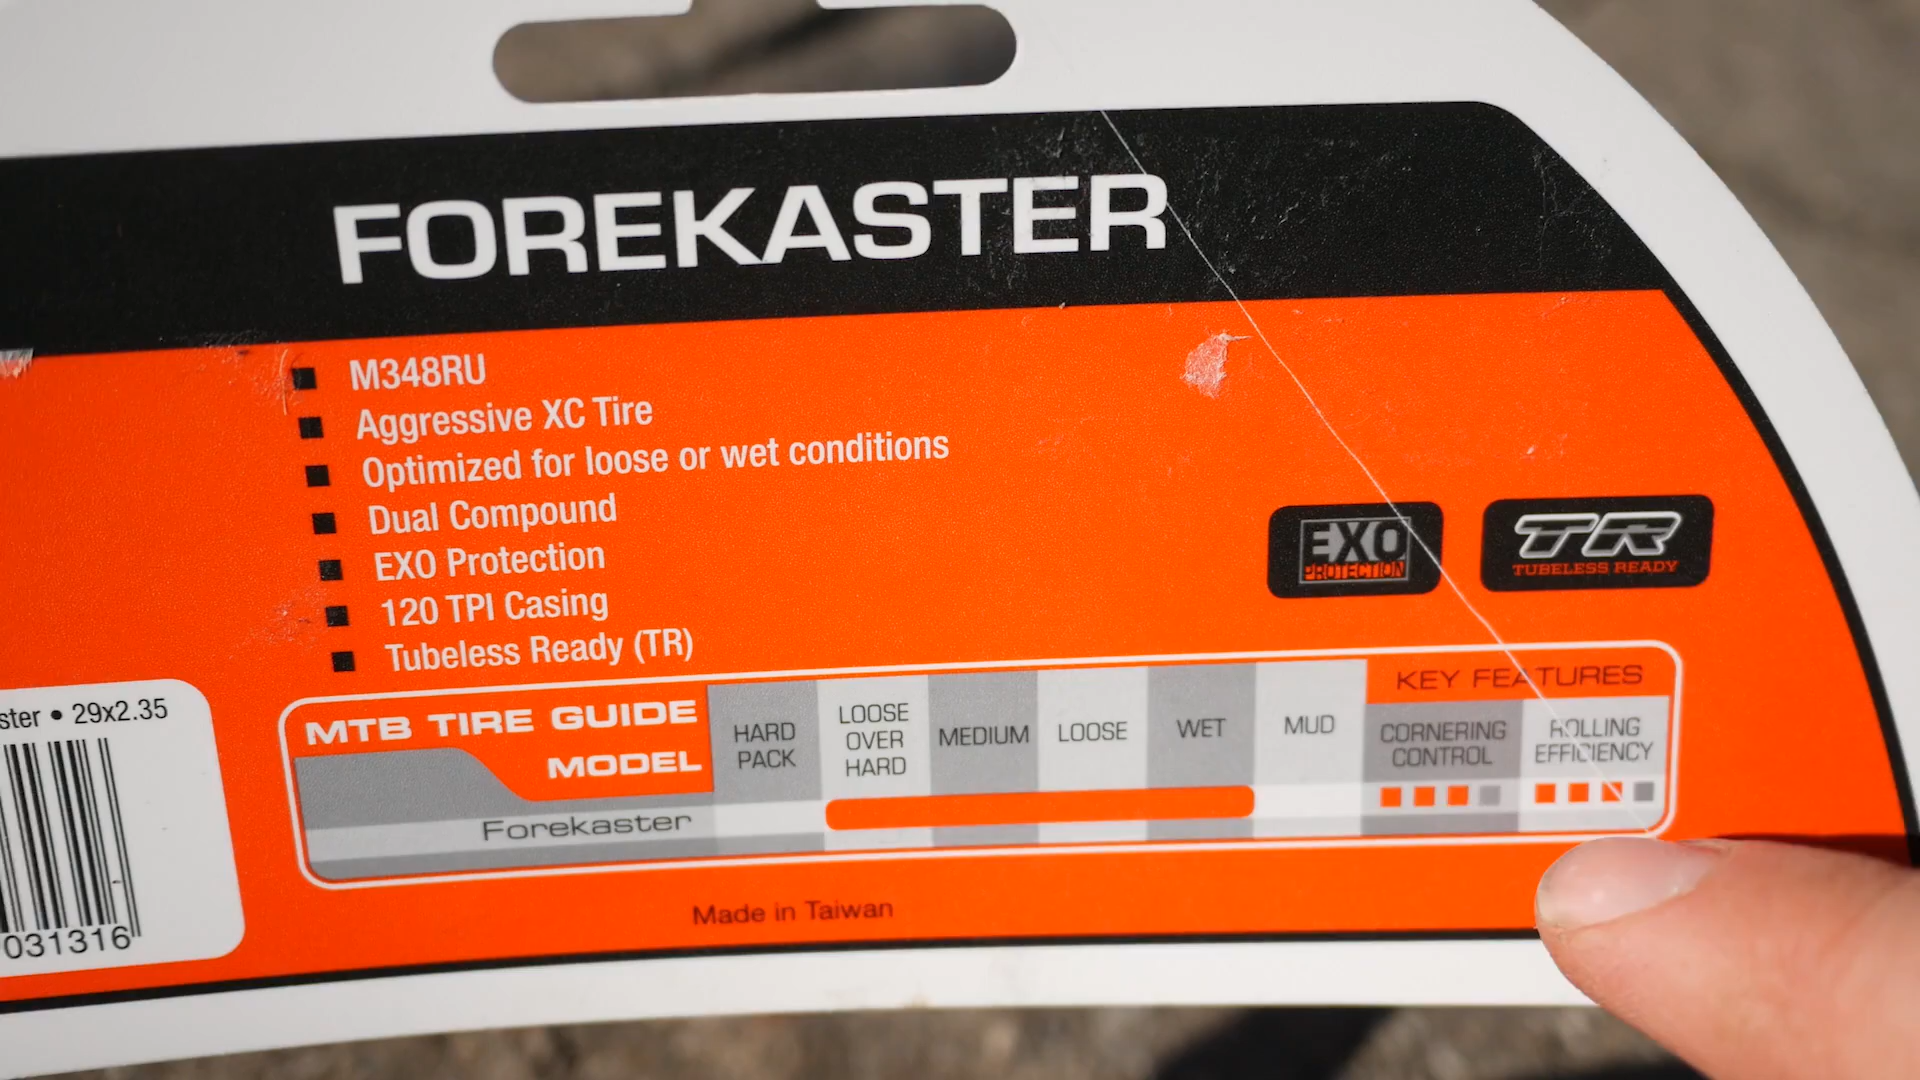 FOREKASTER
M348RU
Aggressive XC Tire
Optimized for loose or wet conditions
Dual Compound
EXO Protection
120 TPI Casing
Tubeless Ready (TR)
EXO
PROTECTION
TR
TUBELESS READY
ster • 29x2.35
031316
MTB TIRE GUIDE
MODEL
HARD
PACK
LOOSE
OVER
HARD
MEDIUM
LOOSE
WET
MUD
KEY FEATURES
CORNERING
CONTROL
ROLLING
EFFICIENCY
Forekaster
Made in Taiwan